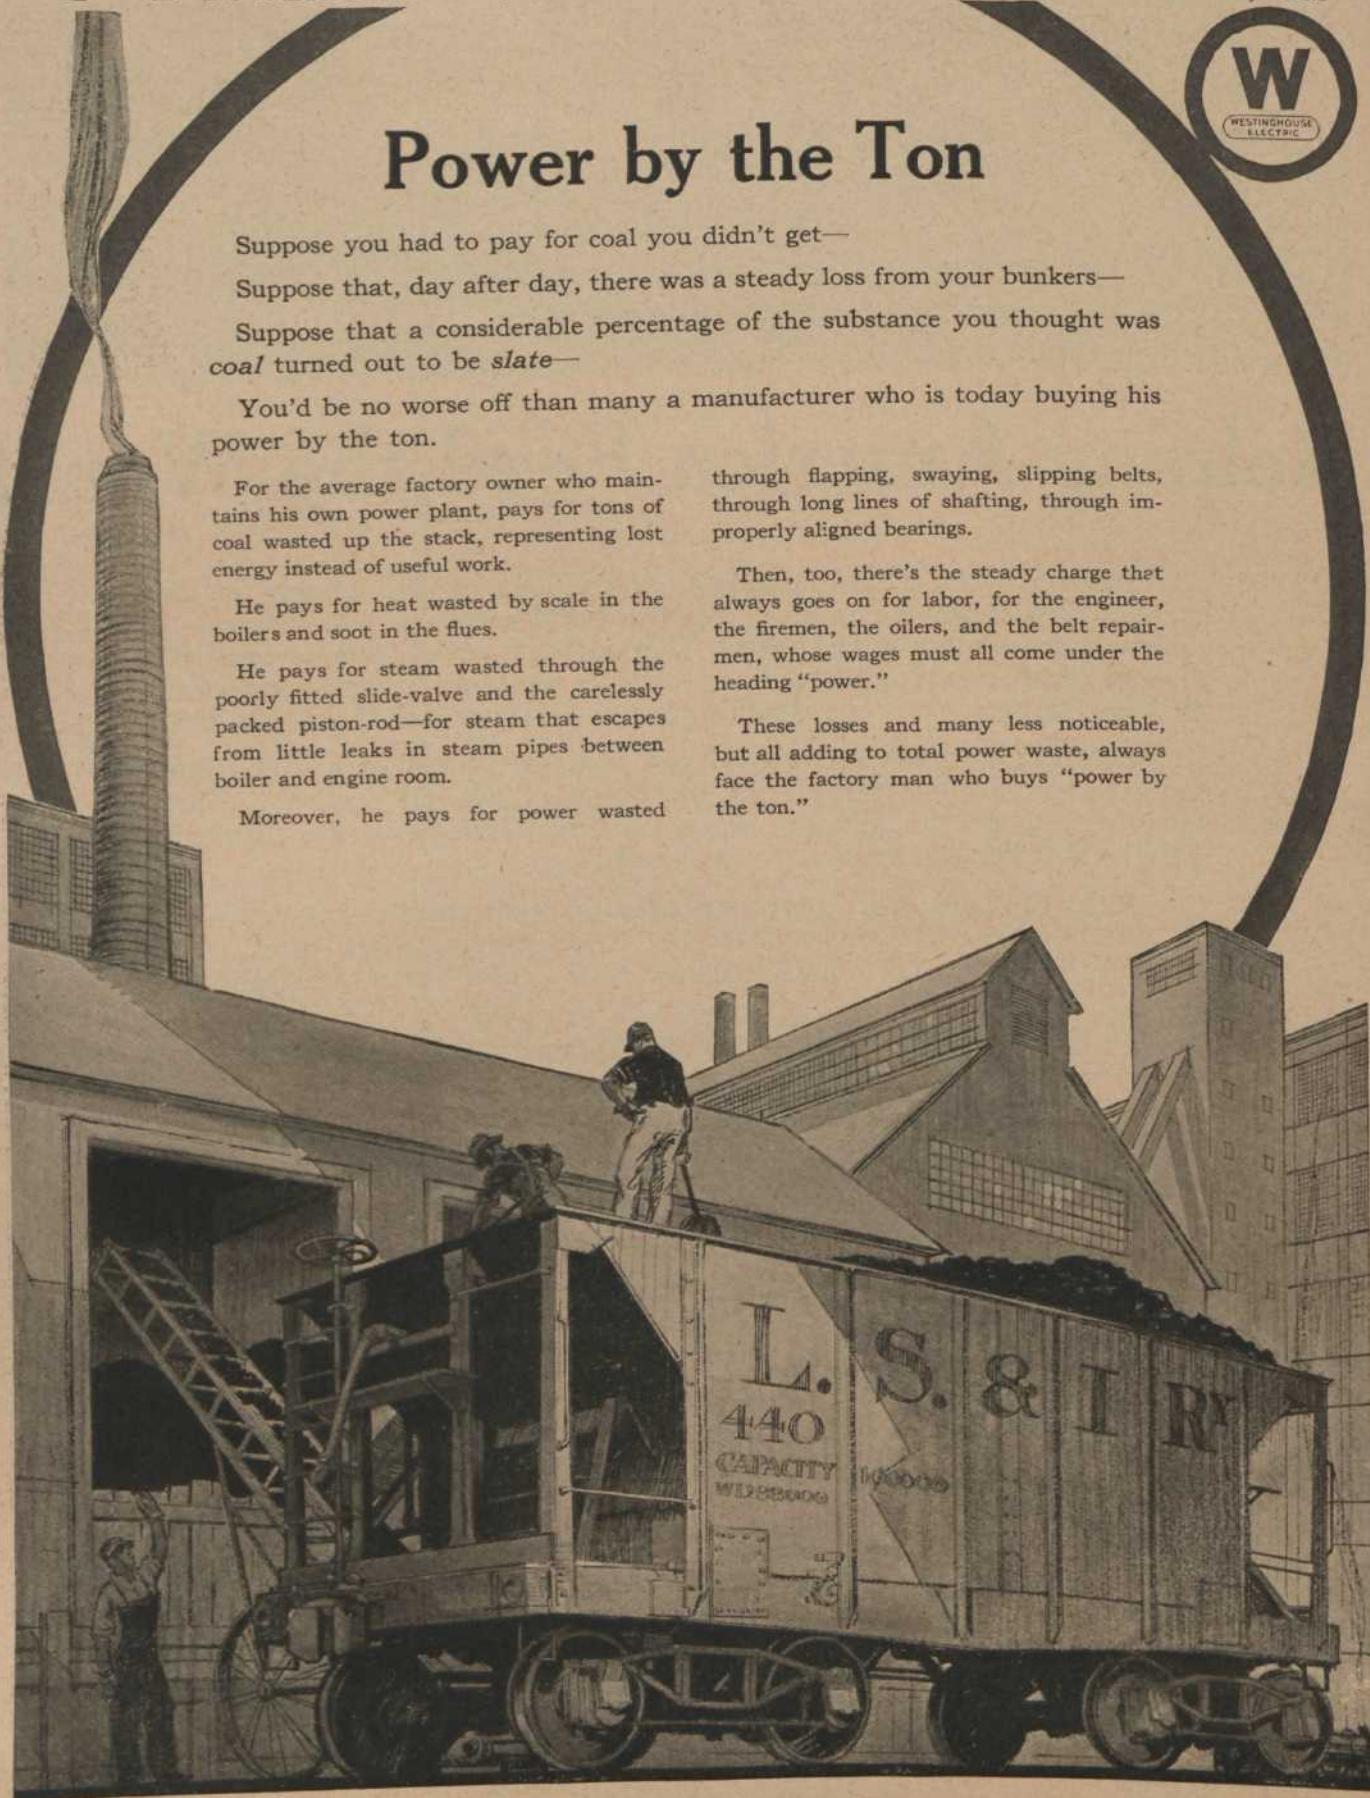 W
WESTINGHOUSE
ELECTRIC
Power by the Ton
Suppose you had to pay for coal you didn't get—
Suppose that, day after day, there was a steady loss from your bunkers—
Suppose that a considerable percentage of the substance you thought was
coal turned out to be slate—
You'd be no worse off than many a manufacturer who is today buying his
power by the ton.
For the average factory owner who main-
tains his own power plant, pays for tons of
coal wasted up the stack, representing lost
energy instead of useful work.
He pays for heat wasted by scale in the
boilers and soot in the flues.
He pays for steam wasted through the
poorly fitted slide-valve and the carelessly
packed piston-rod—for steam that escapes
from little leaks in steam pipes between
boiler and engine room.
Moreover, he pays for power wasted
through flapping, swaying, slipping belts,
through long lines of shafting, through im-
properly aligned bearings.
Then, too, there's the steady charge that
always goes on for labor, for the engineer,
the firemen, the oilers, and the belt repair-
men, whose wages must all come under the
heading "power."
These losses and many less noticeable,
but all adding to total power waste, always
face the factory man who buys "power by
the ton."
L. S. & I RY
440
CAPACITY 100000